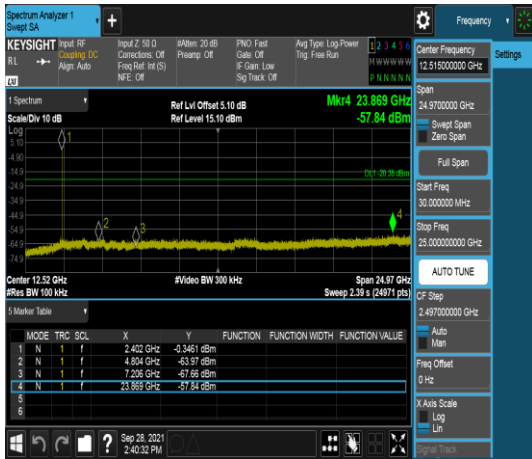 Spectrum Analyzer 1
Swept SA
+
Frequency
KEYSIGHT
RL
LXI
Input: RF
Coupling: DC
Align: Auto
Input Z: 50 Ω
Corrections: Off
Freq Ref: Int (S)
NFE: Off
#Atten: 20 dB
Preamp: Off
PNO: Fast
Gate: Off
IF Gain: Low
Sig Track: Off
Avg Type: Log-Power
Trig: Free Run
1 2 3 4 5 6
M W W W W W
P N N N N N
Center Frequency
12.515000000 GHz
Settings
Span
24.9700000 GHz
Swept Span
Zero Span
Full Span
Start Freq
30.000000 MHz
Stop Freq
25.000000000 GHz
AUTO TUNE
CF Step
2.497000000 GHz
Auto
Man
Freq Offset
0 Hz
X Axis Scale
Log
Lin
Signal Track
1 Spectrum
Scale/Div 10 dB
Ref Lvl Offset 5.10 dB
Ref Level 15.10 dBm
Mkr4 23.869 GHz
-57.84 dBm
Log
5.10
-4.90
-14.9
-24.9
-34.9
-44.9
-54.9
-64.9
-74.9
1
2
3
4
DL1 -20.35 dBm
Center 12.52 GHz
#Res BW 100 kHz
#Video BW 300 kHz
Span 24.97 GHz
Sweep 2.39 s (24971 pts)
5 Marker Table
MODE TRC SCL X Y FUNCTION FUNCTION WIDTH FUNCTION VALUE
1 N 1 f 2.402 GHz -0.3461 dBm
2 N 1 f 4.804 GHz -63.97 dBm
3 N 1 f 7.206 GHz -67.66 dBm
4 N 1 f 23.869 GHz -57.84 dBm
5
6
?
Sep 28, 2021
2:40:32 PM